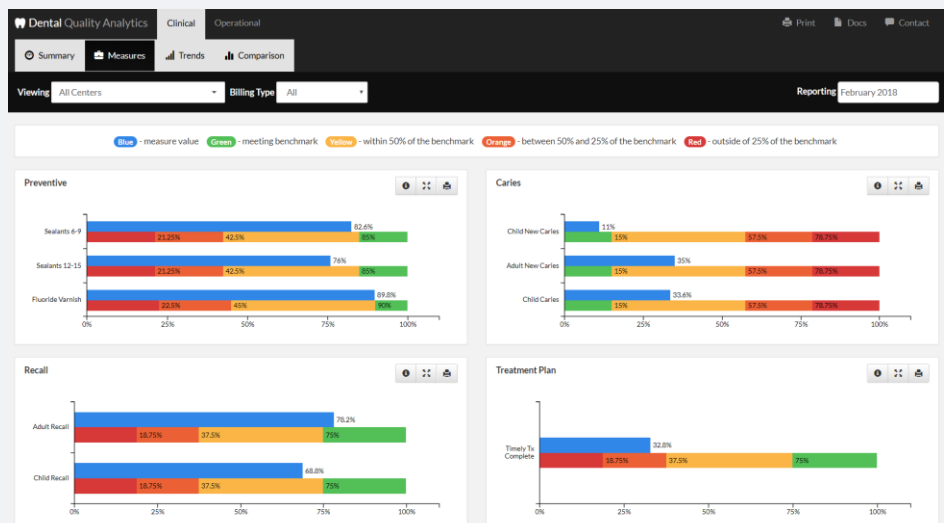 Dental Quality Analytics Clinical Operational Print Docs Contact
Summary Measures Trends Comparison
Viewing All Centers Billing Type All Reporting February 2018
Blue - measure value Green - meeting benchmark Yellow - within 50% of the benchmark Orange - between 50% and 25% of the benchmark Red - outside of 25% of the benchmark
Preventive
Sealants 6-9 82.6%
21.25% 42.5% 85%
Sealants 12-15 76%
21.25% 42.5% 85%
Fluoride Varnish 89.8%
22.5% 45% 90%
0% 25% 50% 75% 100%
Caries
Child New Caries 11%
15% 57.5% 78.75%
Adult New Caries 35%
15% 57.5% 78.75%
Child Caries 33.6%
15% 57.5% 78.75%
0% 25% 50% 75% 100%
Recall
Adult Recall 78.2%
18.75% 37.5% 75%
Child Recall 68.8%
18.75% 37.5% 75%
0% 25% 50% 75% 100%
Treatment Plan
Timely Tx
Complete
32.8%
18.75% 37.5% 75%
0% 25% 50% 75% 100%